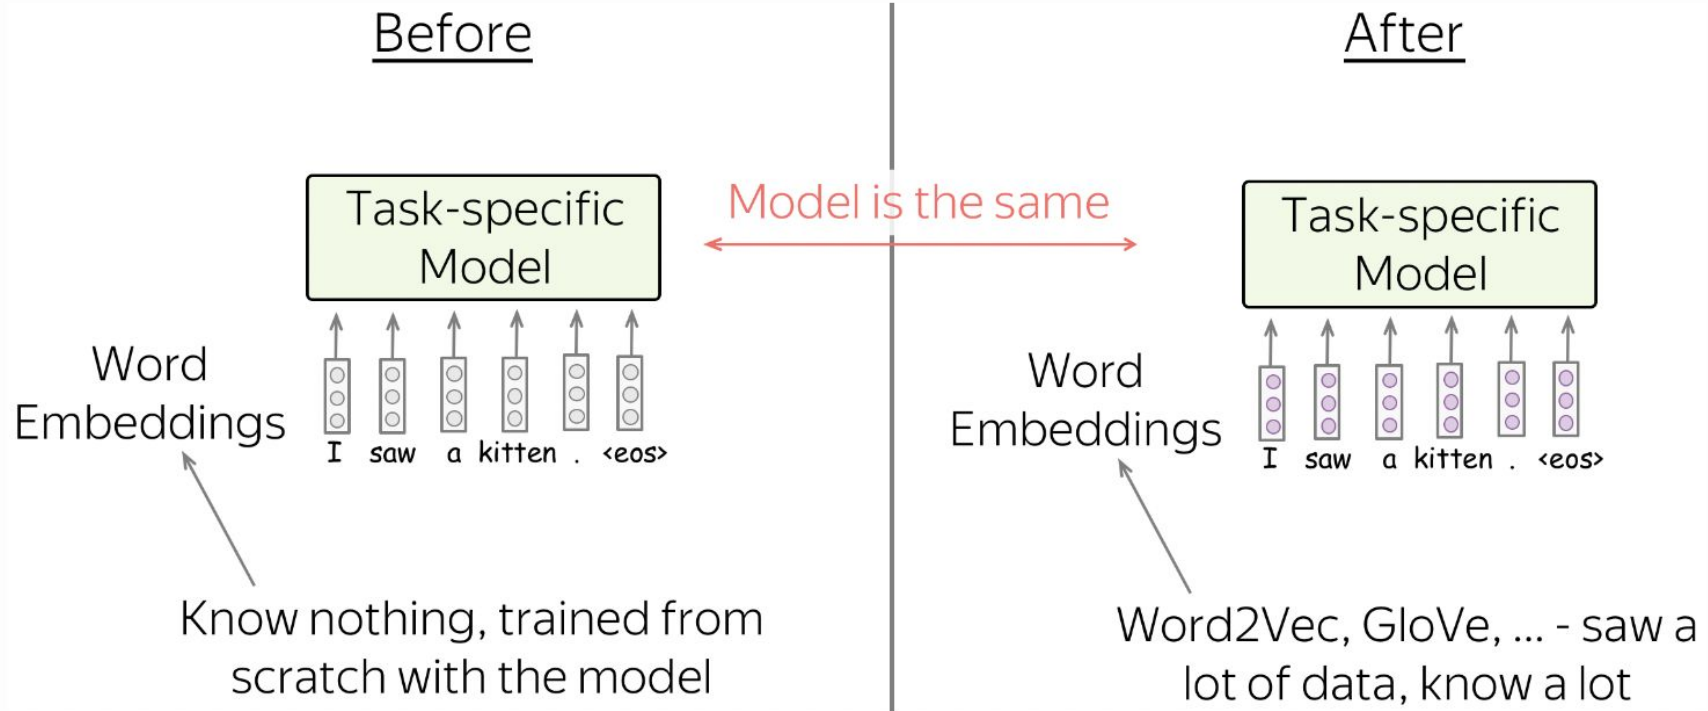 Before
Task-specific
Model
Word
Embeddings
I saw a kitten . <eos>
Know nothing, trained from
scratch with the model
Model is the same
After
Task-specific
Model
Word
Embeddings
I saw a kitten . <eos>
Word2Vec, GloVe, ... - saw a
lot of data, know a lot